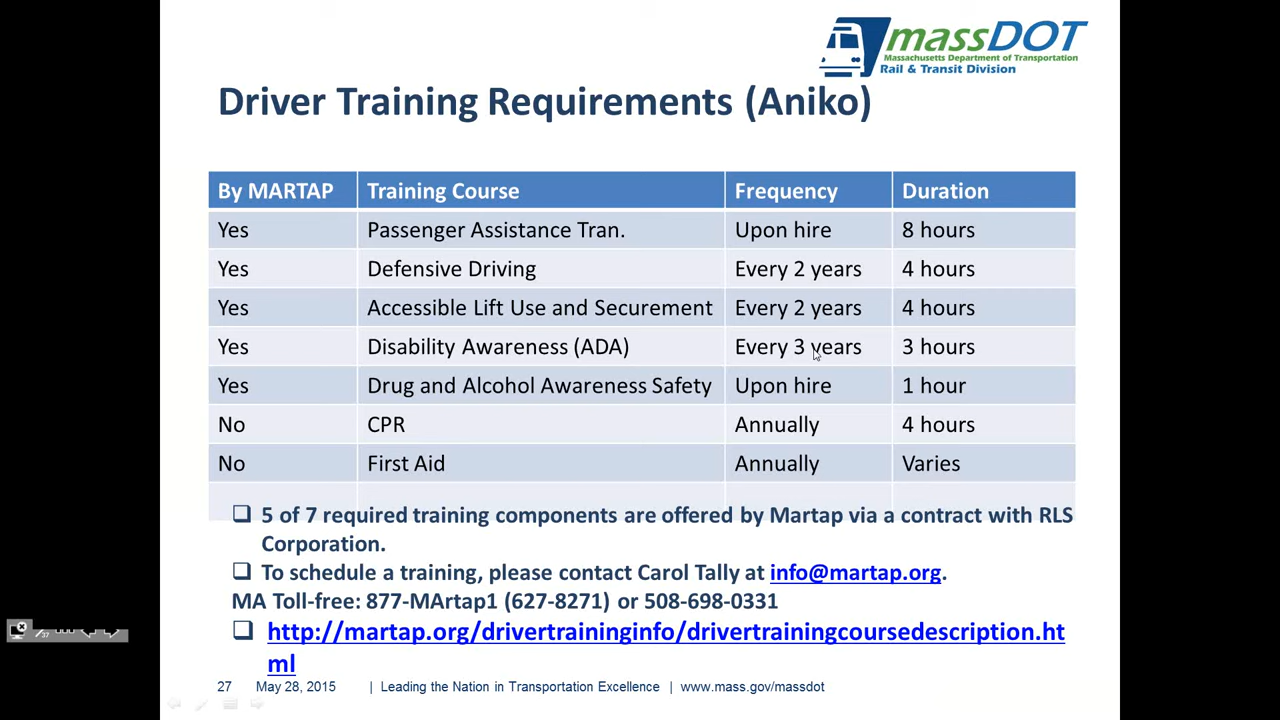 massDOT
Massachusetts Department of Transportation
Rail & Transit Division
Driver Training Requirements (Aniko)
By MARTAP Training Course Frequency Duration
Yes Passenger Assistance Tran. Upon hire 8 hours
Yes Defensive Driving Every 2 years 4 hours
Yes Accessible Lift Use and Securement Every 2 years 4 hours
Yes Disability Awareness (ADA) Every 3 years 3 hours
Yes Drug and Alcohol Awareness Safety Upon hire 1 hour
No CPR Annually 4 hours
No First Aid Annually Varies
❑ 5 of 7 required training components are offered by Martap via a contract with RLS
Corporation.
❑ To schedule a training, please contact Carol Tally at info@martap.org.
MA Toll-free: 877-MArtap1 (627-8271) or 508-698-0331
❑ http://martap.org/drivertraininginfo/drivertrainingcoursedescription.ht
ml
27 May 28, 2015 | Leading the Nation in Transportation Excellence | www.mass.gov/massdot